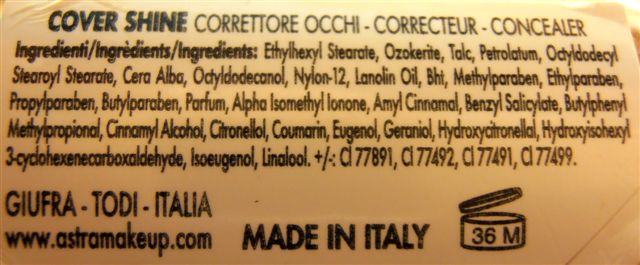 COVER SHINE CORRETTORE OCCHI - CORRECTEUR - CONCEALER
Ingredienti/Ingrèdients/Ingredients: Ethylhexyl Stearate, Ozokerite, Talc, Petrolatum, Octyldodecyl
Stearoyl Stearate, Cera Alba, Octyldodecanol, Nylon-12, Lanolin Oil, Bht, Methylparaben, Ethylparaben,
Propylparaben, Butylparaben, Parfum, Alpha Isomethyl Ionone, Amyl Cinnamal, Benzyl Salicylate, Butylphenyl
Methylpropional, Cinnamyl Alcohol, Citronellol, Coumarin, Eugenol, Geraniol, Hydroxycitronellal, Hydroxyisohexyl
3-cyclohexenecarboxaldehyde, Isoeugenol, Linalool. +/-: CI 77891, CI 77492, CI 77491, CI 77499.
GIUFRA - TODI - ITALIA
www.astramakeup.com MADE IN ITALY 36 M